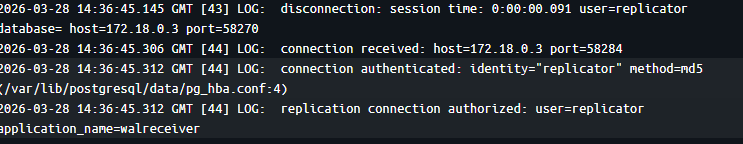 2026-03-28 14:36:45.145 GMT [43] LOG:  disconnection: session time: 0:00:00.091 user=replicator
database= host=172.18.0.3 port=58270
2026-03-28 14:36:45.306 GMT [44] LOG:  connection received: host=172.18.0.3 port=58284
2026-03-28 14:36:45.312 GMT [44] LOG:  connection authenticated: identity="replicator" method=md5
(/var/lib/postgresql/data/pg_hba.conf:4)
2026-03-28 14:36:45.312 GMT [44] LOG:  replication connection authorized: user=replicator
application_name=walreceiver